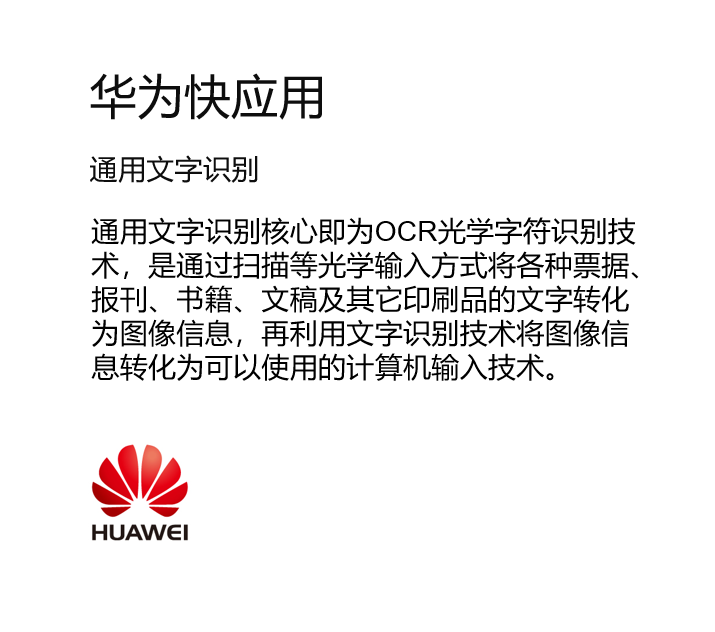 华为快应用
通用文字识别
通用文字识别核心即为OCR光学字符识别技
术，是通过扫描等光学输入方式将各种票据、
报刊、书籍、文稿及其它印刷品的文字转化
为图像信息，再利用文字识别技术将图像信
息转化为可以使用的计算机输入技术。
HUAWEI